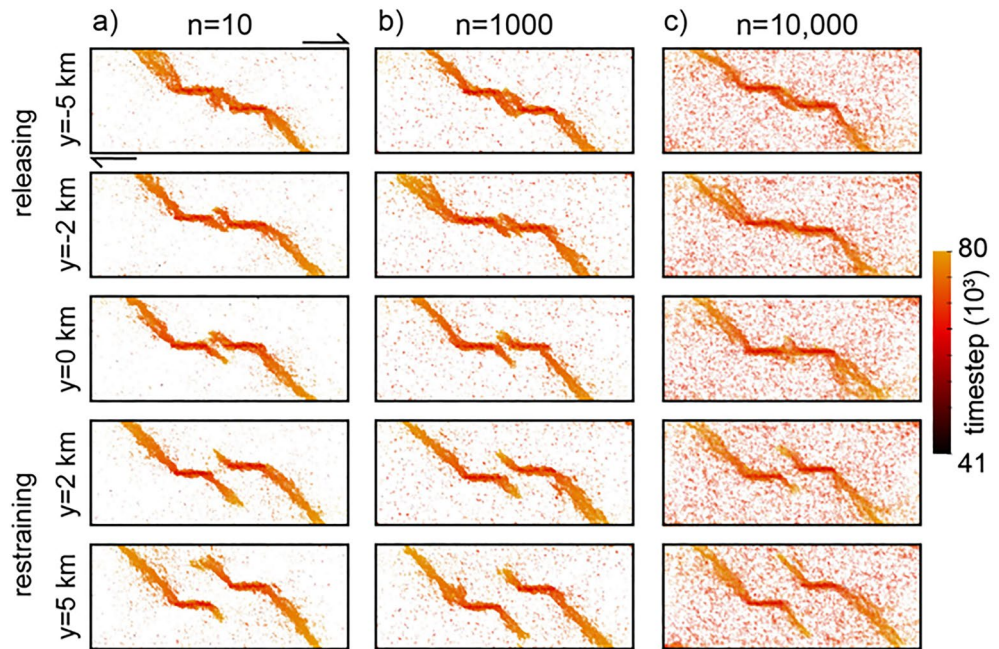 a) n=10
b) n=1000
c) n=10,000
releasing
y=-5 km
y=-2 km
y=0 km
restraining
y=2 km
y=5 km
80
timestep (10³)
41